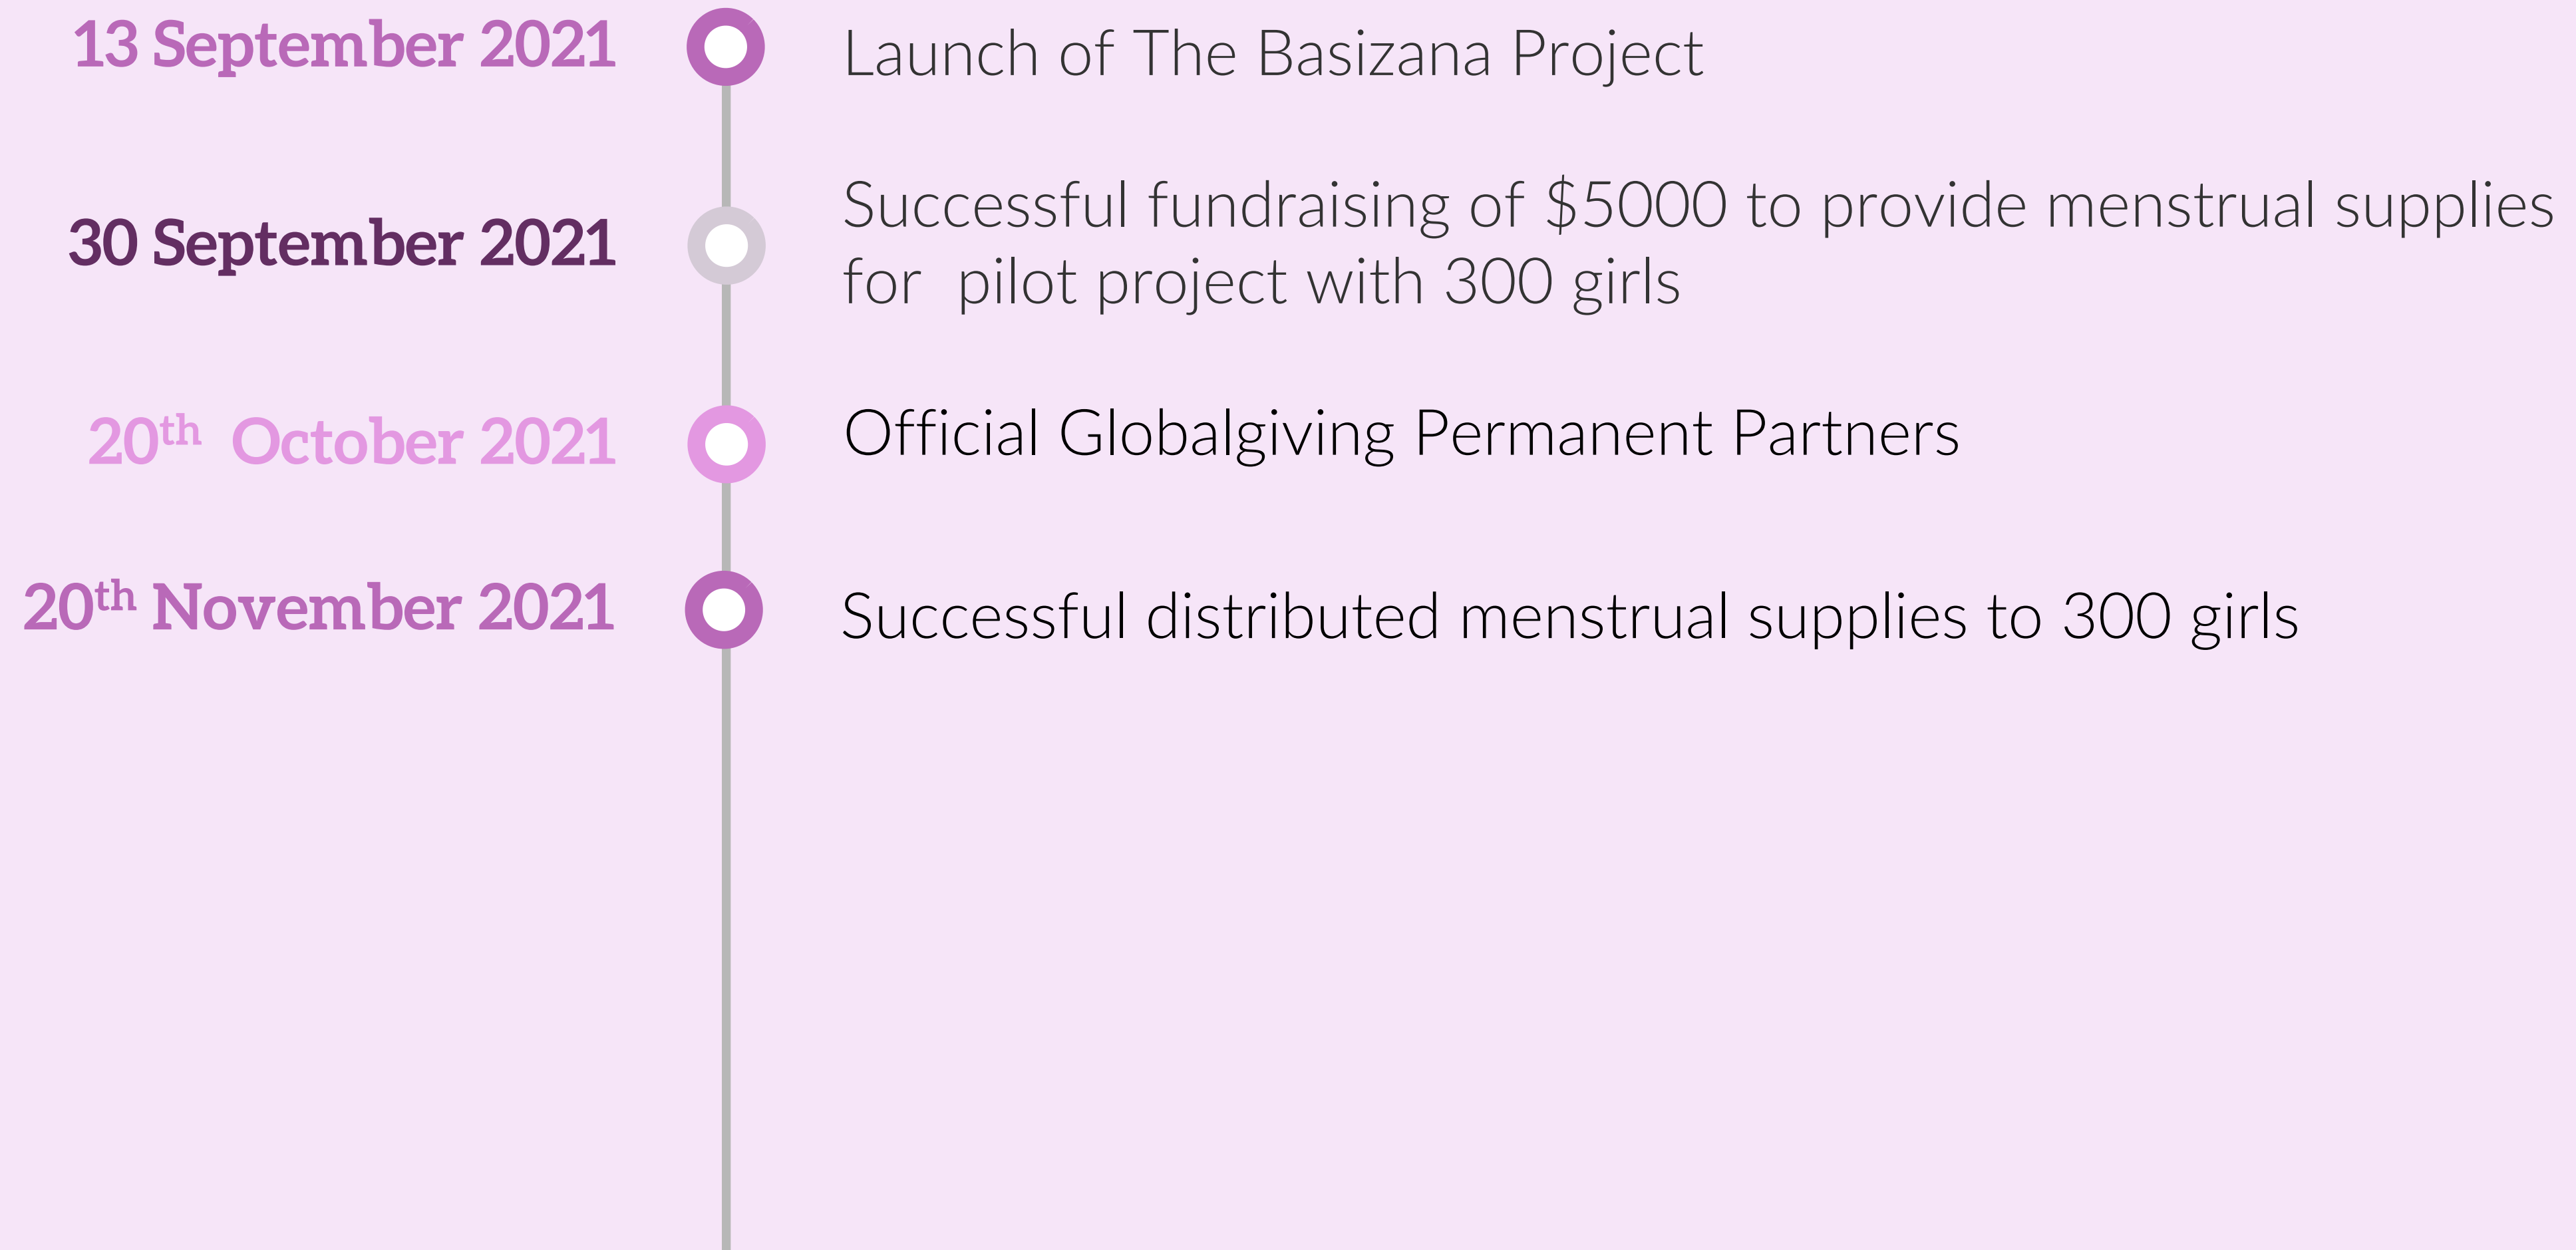 13 September 2021
Launch of The Basizana Project
30 September 2021
Successful fundraising of $5000 to provide menstrual supplies
for  pilot project with 300 girls
20th  October 2021
Official Globalgiving Permanent Partners
20th November 2021
Successful distributed menstrual supplies to 300 girls